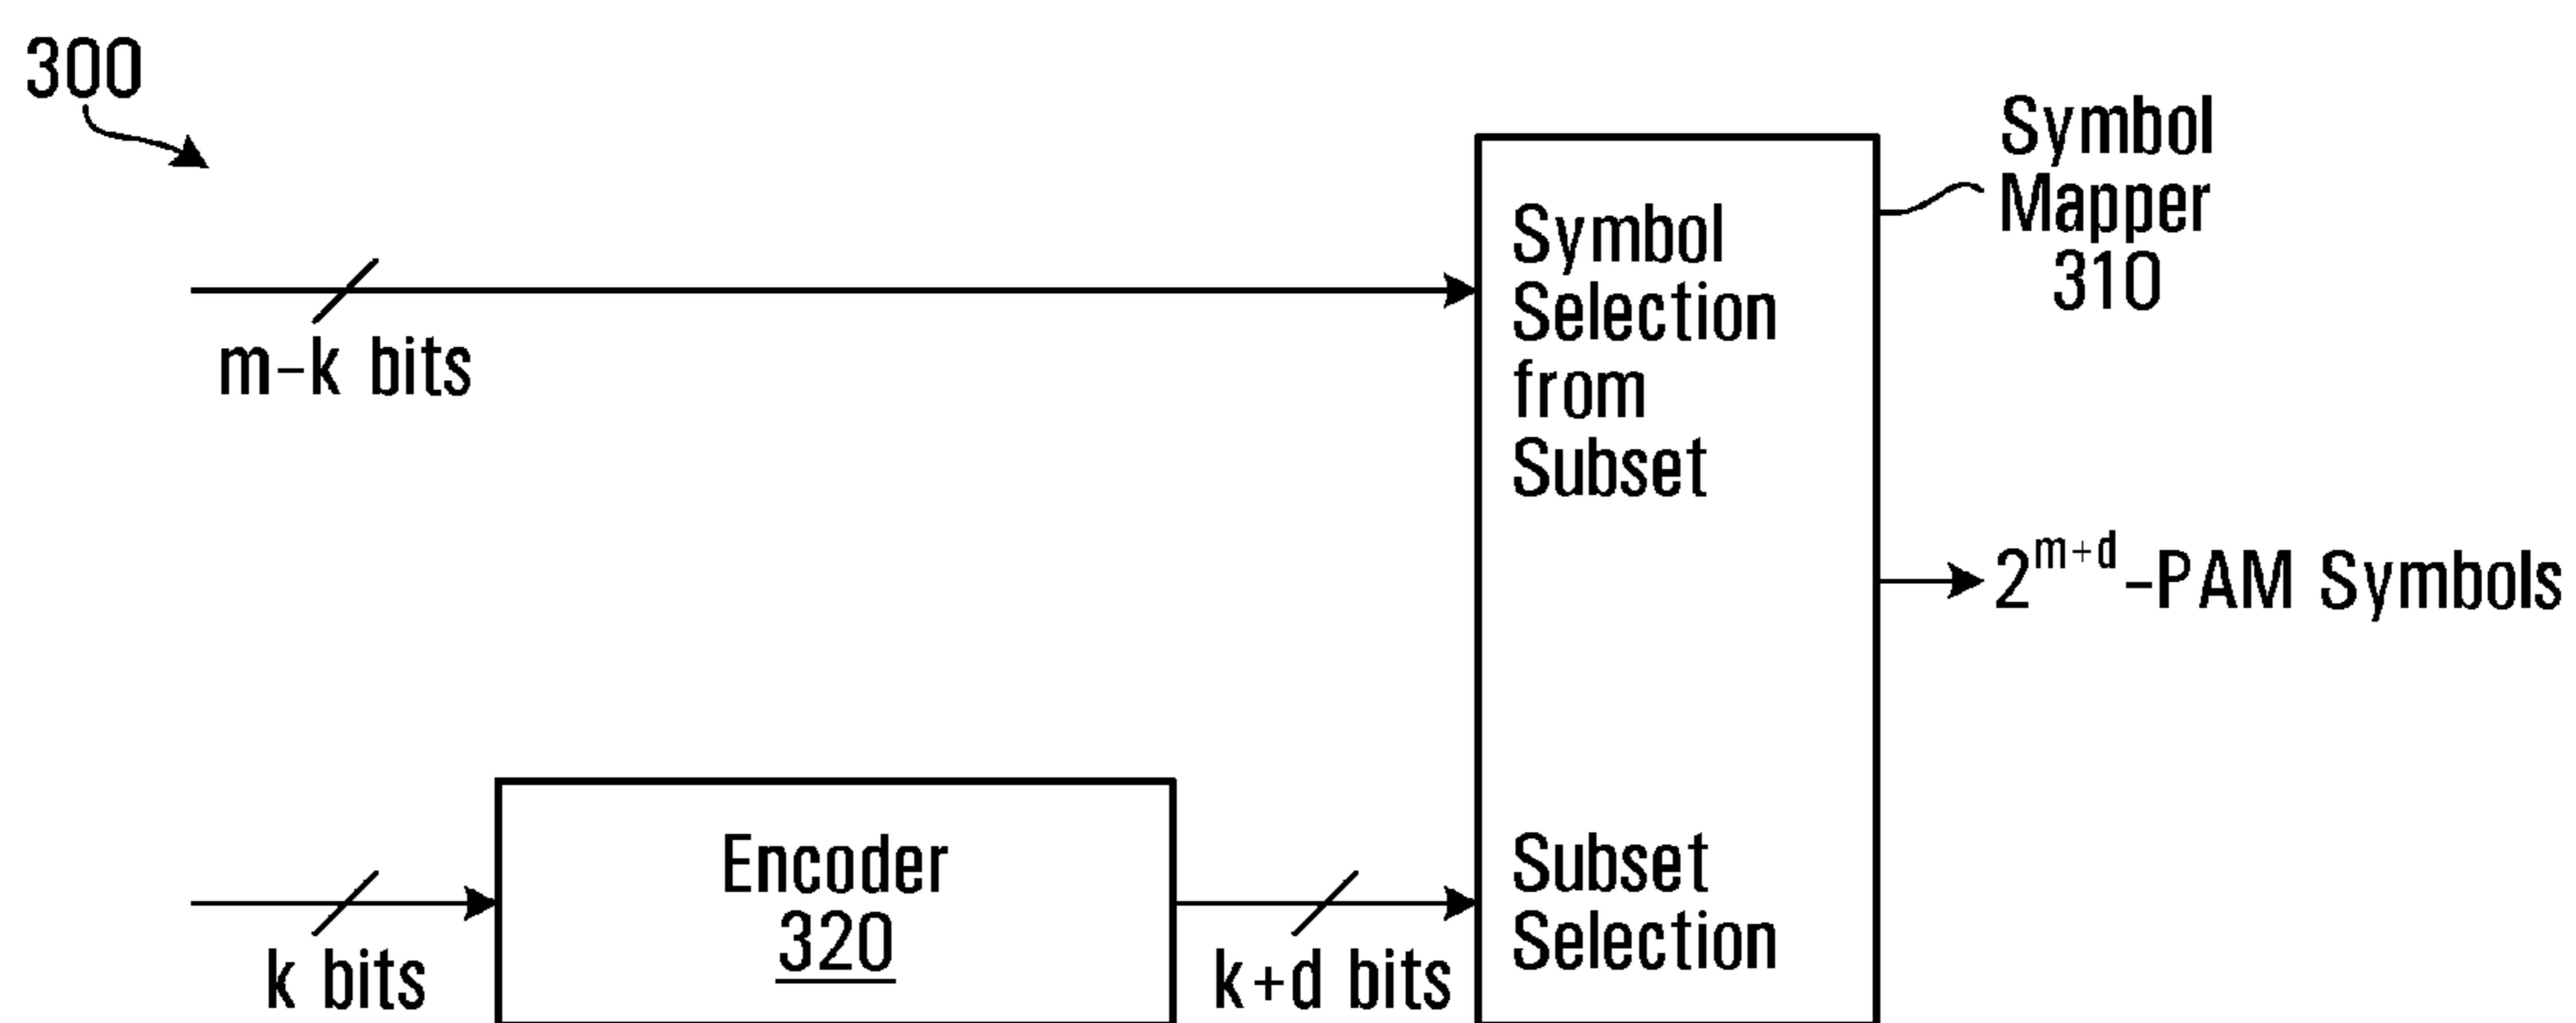 300
Symbol
Mapper
310
Symbol
Selection
from
Subset
m-k bits
2^{m+d}-PAM Symbols
Encoder
320
k bits
k+d bits
Subset
Selection